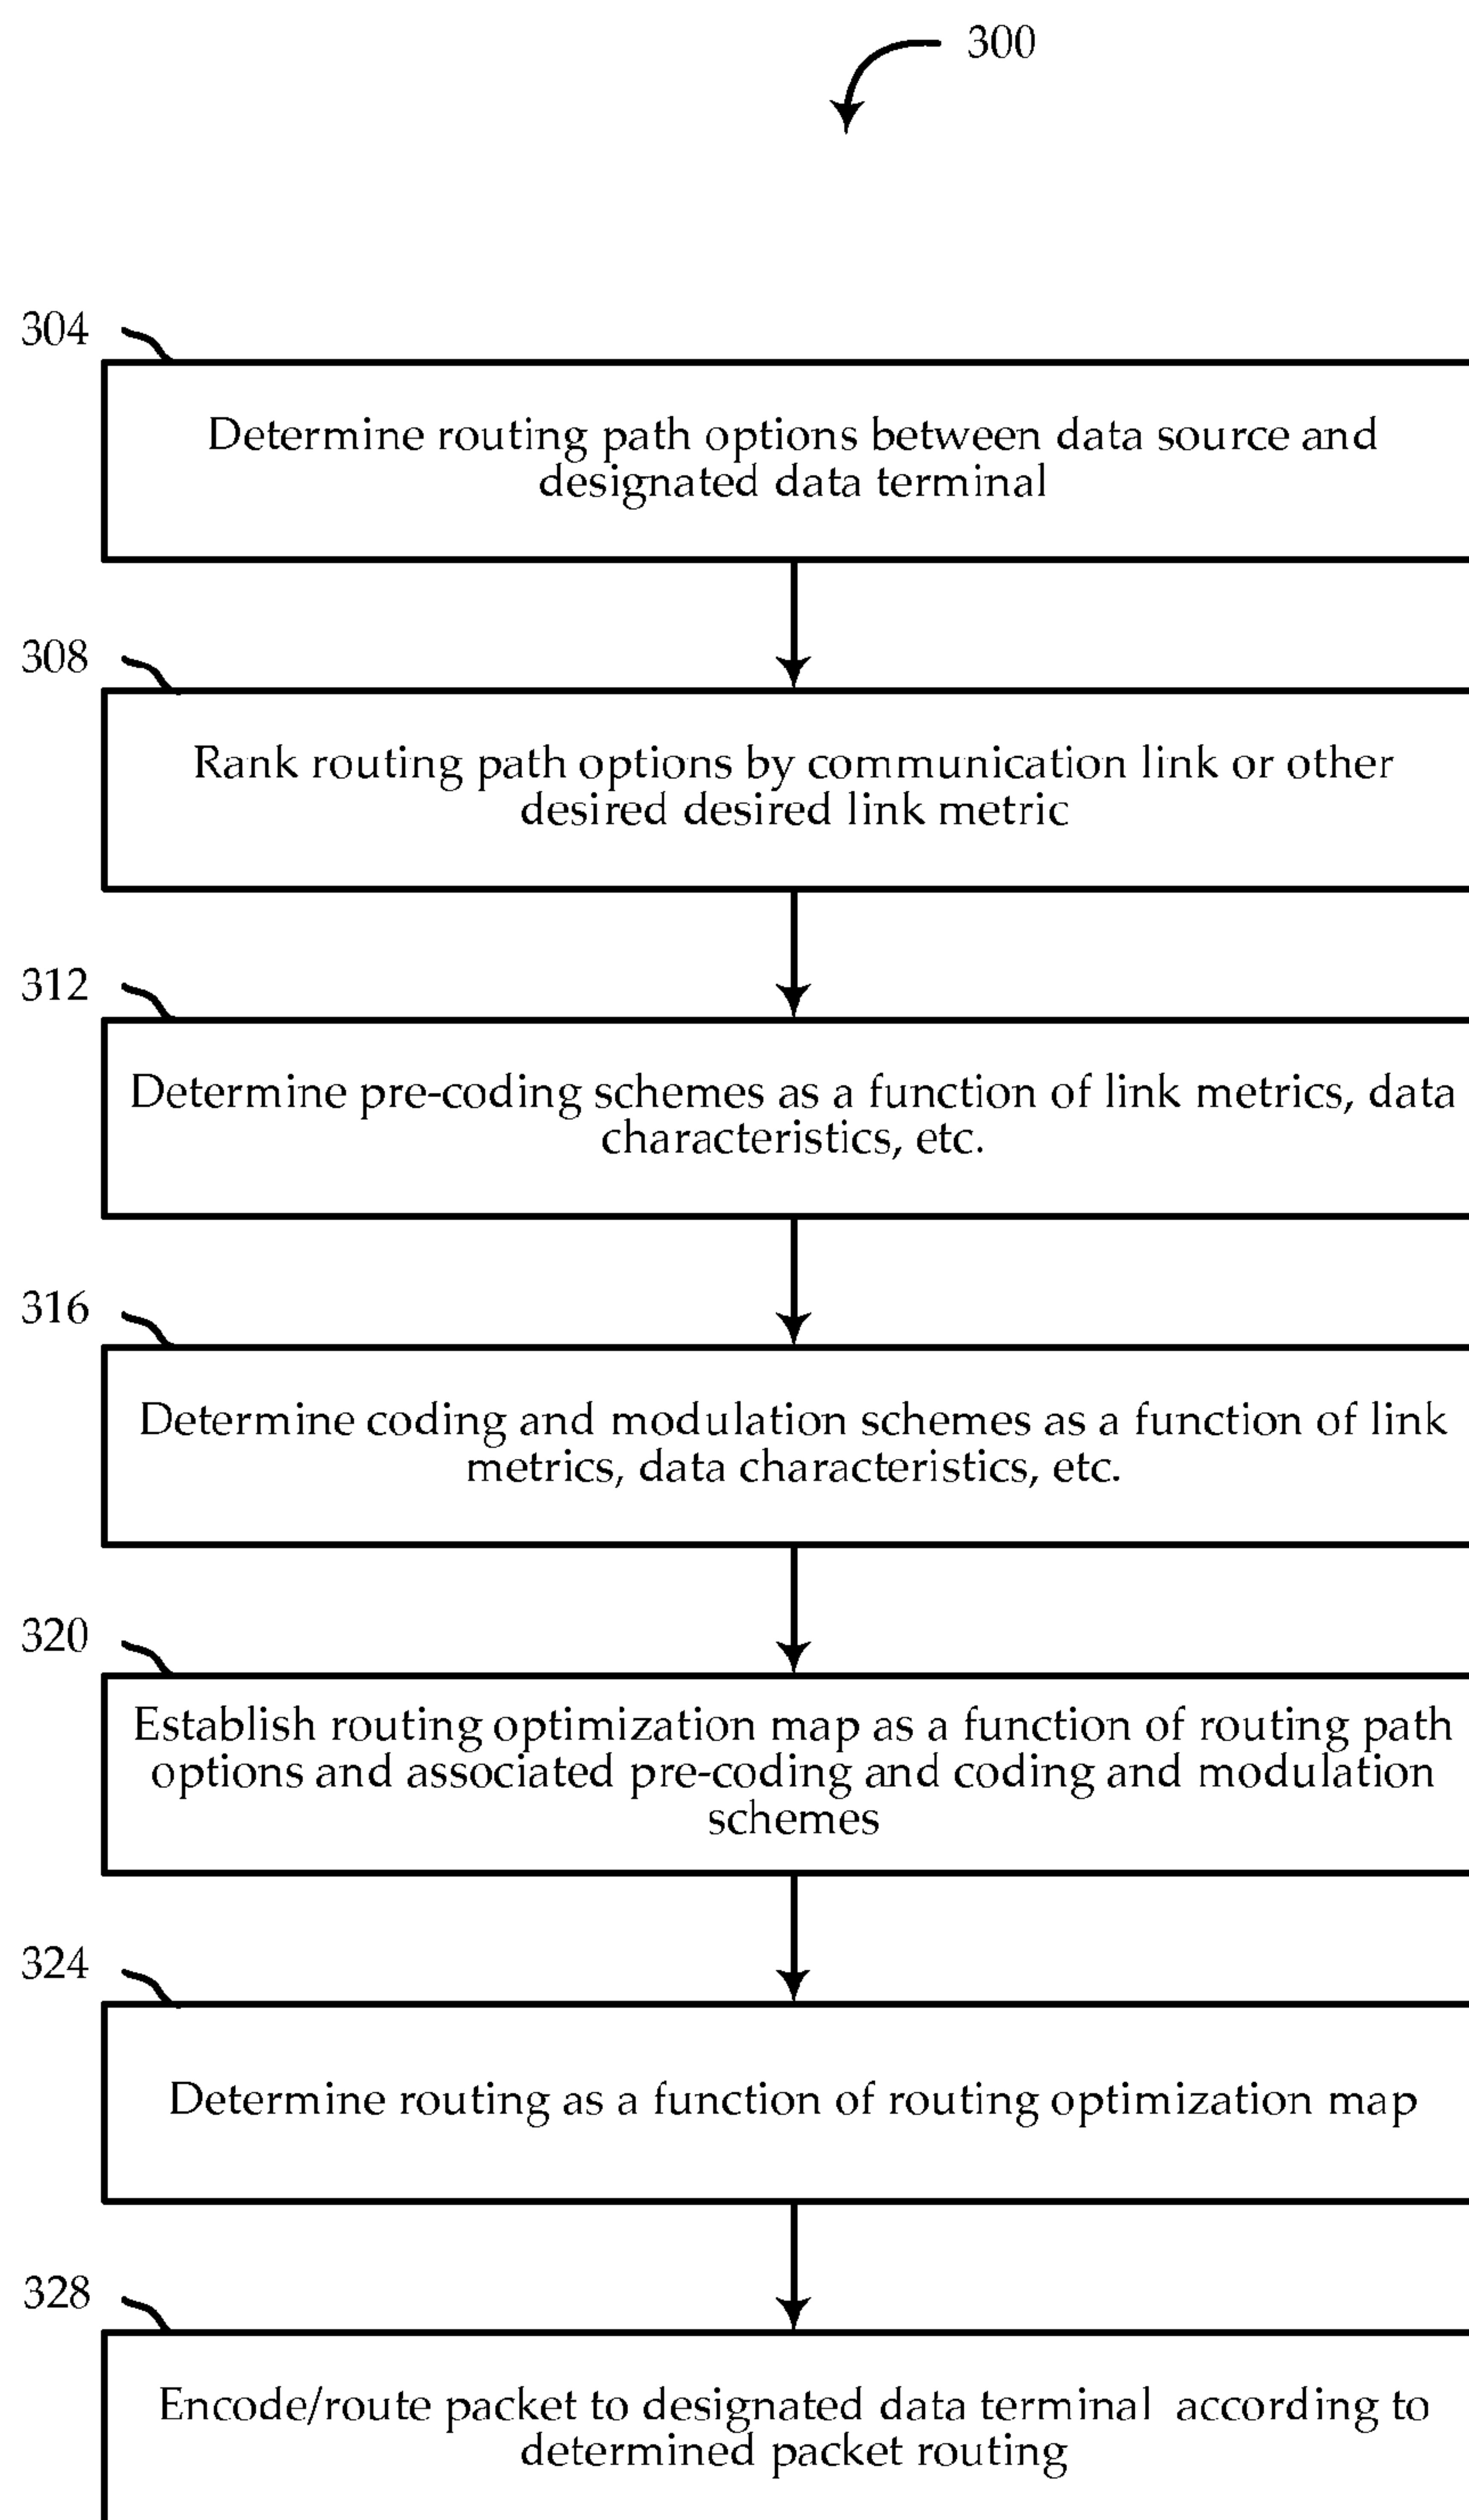 300
304
Determine routing path options between data source and
designated data terminal
308
Rank routing path options by communication link or other
desired desired link metric
312
Determine pre-coding schemes as a function of link metrics, data
characteristics, etc.
316
Determine coding and modulation schemes as a function of link
metrics, data characteristics, etc.
320
Establish routing optimization map as a function of routing path
options and associated pre-coding and coding and modulation
schemes
324
Determine routing as a function of routing optimization map
328
Encode/route packet to designated data terminal according to
determined packet routing